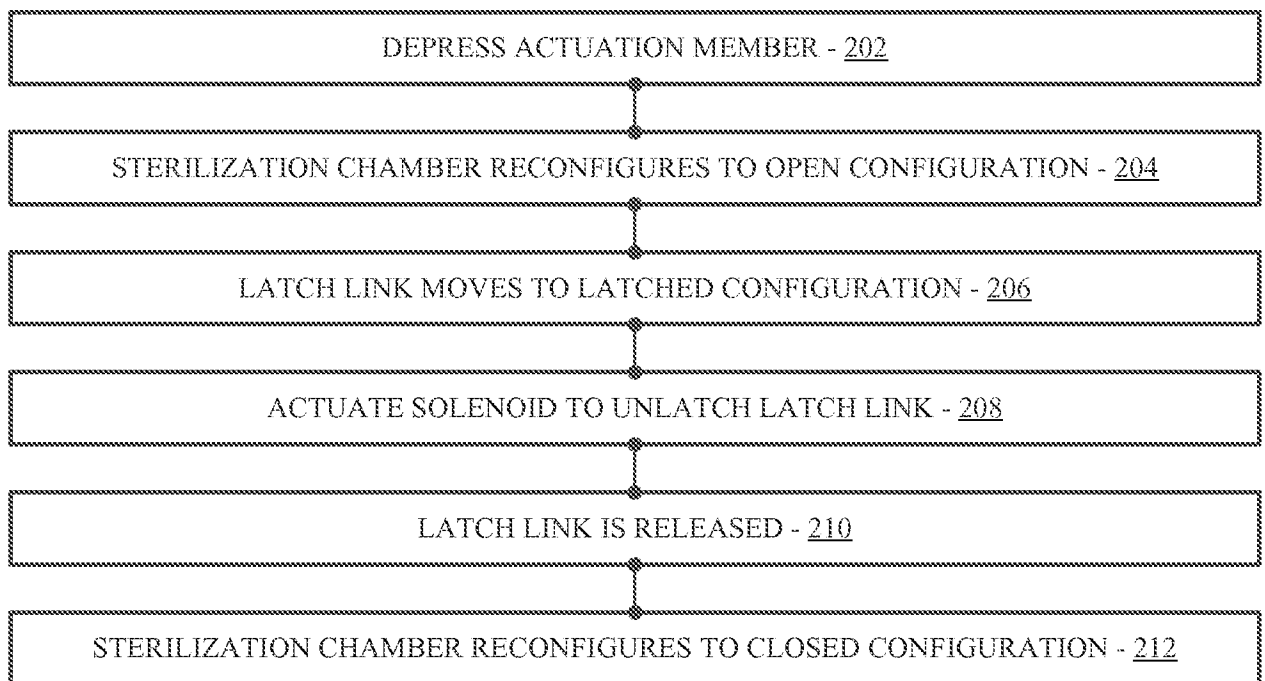 DEPRESS ACTUATION MEMBER - 202
STERILIZATION CHAMBER RECONFIGURES TO OPEN CONFIGURATION - 204
LATCH LINK MOVES TO LATCHED CONFIGURATION - 206
ACTUATE SOLENOID TO UNLATCH LATCH LINK - 208
LATCH LINK IS RELEASED - 210
STERILIZATION CHAMBER RECONFIGURES TO CLOSED CONFIGURATION - 212